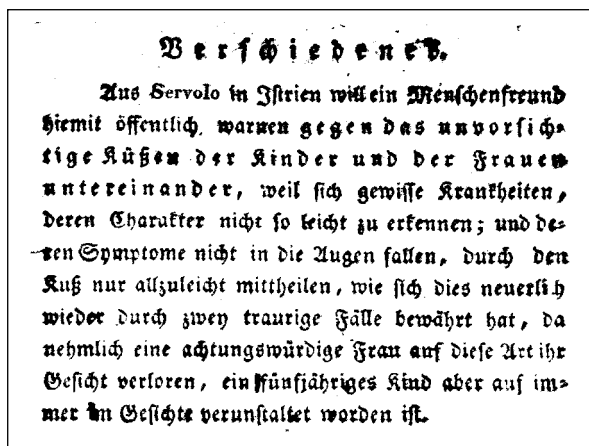 Verschiedenes.
Aus Servolo in Istrien will ein Menschenfreund
hiemit öffentlich warnen gegen das unvorsich-
tige Küßen der Kinder und der Frauen
untereinander, weil sich gewisse Krankheiten,
deren Charakter nicht so leicht zu erkennen; und de-
ren Symptome nicht in die Augen fallen, durch den
Kuß nur allzuleicht mittheilen, wie sich dies neuerlich
wieder durch zwey traurige Fälle bewährt hat, da
nehmlich eine achtungswürdige Frau auf diese Art ihr
Gesicht verloren, ein fünfjähriges Kind aber auf im-
mer im Gesichte verunstaltet worden ist.